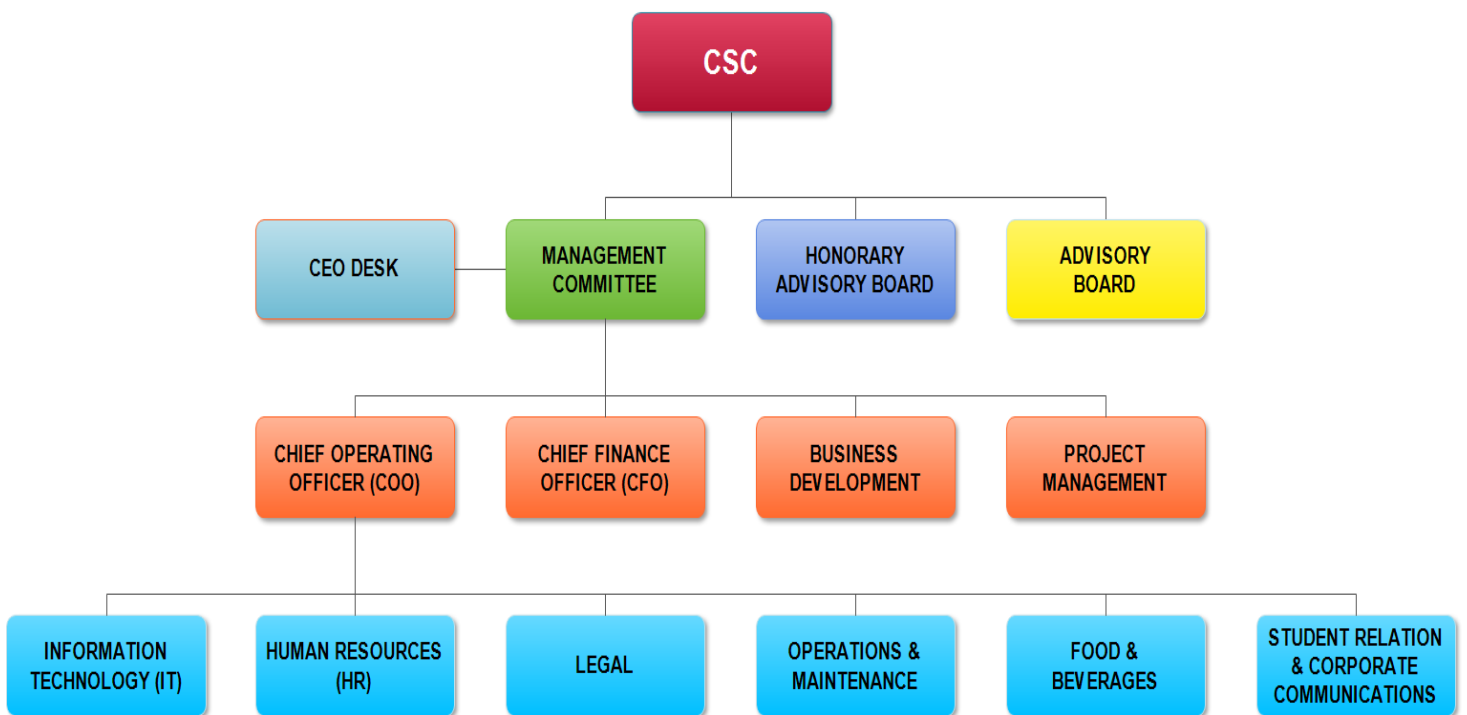 CSC
CEO DESK
MANAGEMENT
COMMITTEE
HONORARY
ADVISORY BOARD
ADVISORY
BOARD
CHIEF OPERATING
OFFICER (COO)
CHIEF FINANCE
OFFICER (CFO)
BUSINESS
DEVELOPMENT
PROJECT
MANAGEMENT
INFORMATION
TECHNOLOGY (IT)
HUMAN RESOURCES
(HR)
LEGAL
OPERATIONS &
MAINTENANCE
FOOD &
BEVERAGES
STUDENT RELATION
& CORPORATE
COMMUNICATIONS